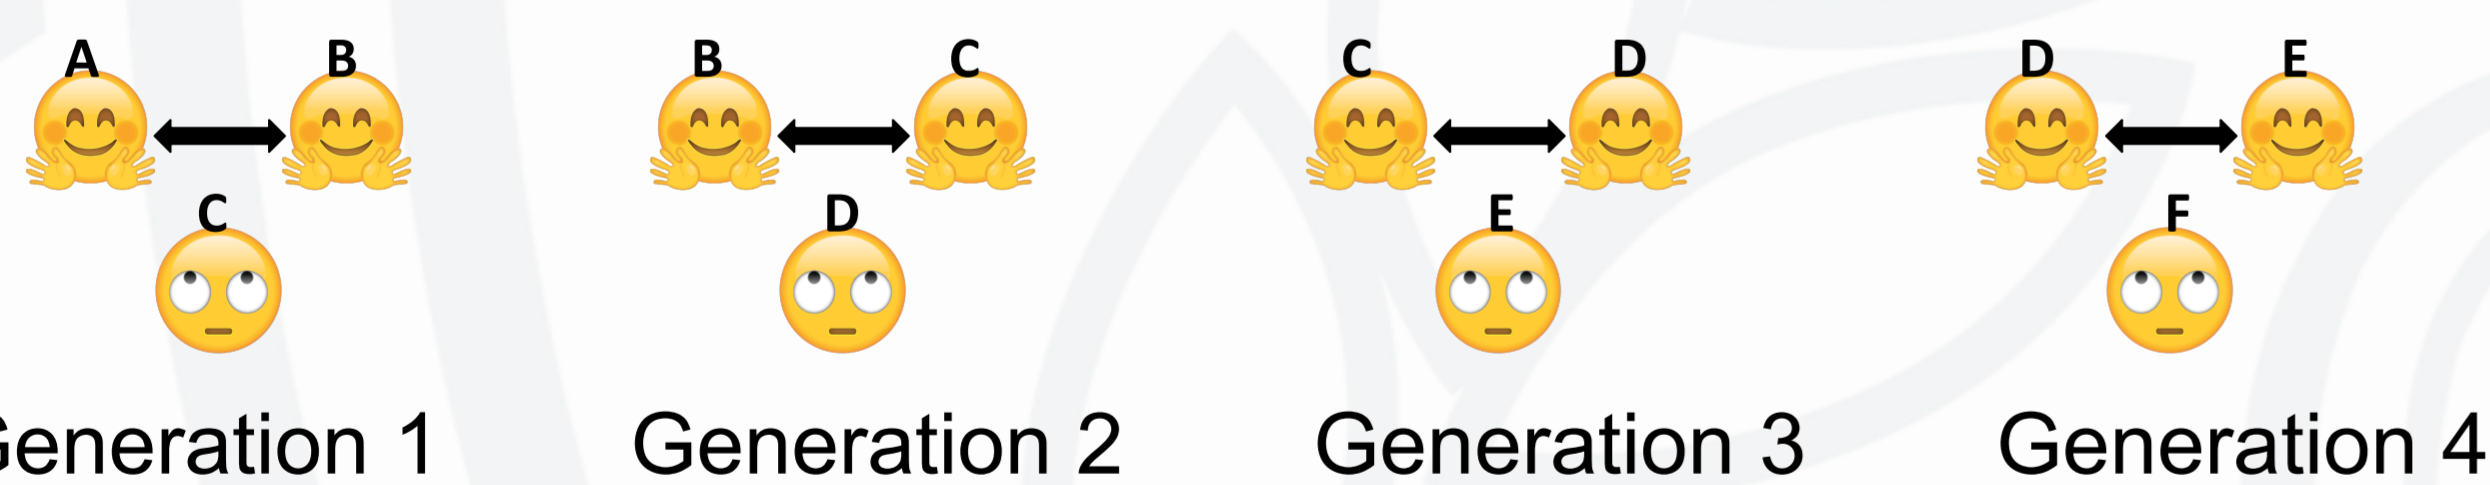 A B B C C D D E
C D E F
Generation 1 Generation 2 Generation 3 Generation 4